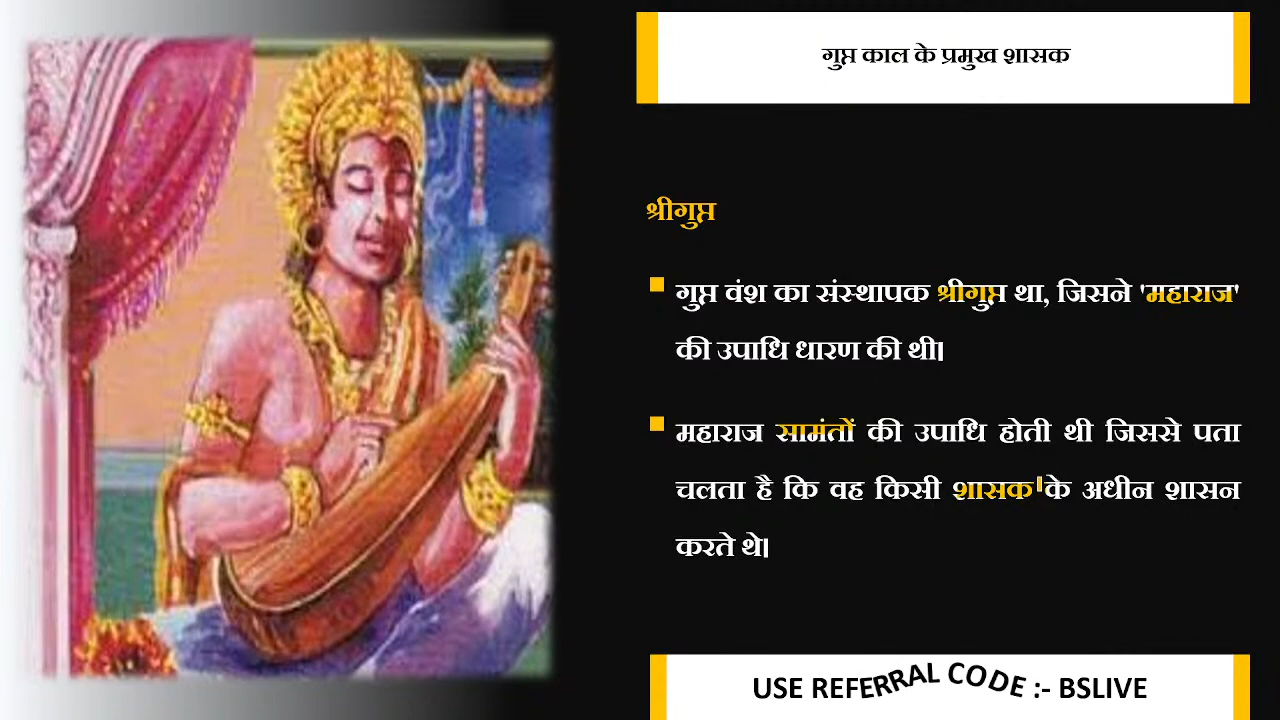 गुप्त काल के प्रमुख शासक
श्रीगुप्त
गुप्त वंश का संस्थापक श्रीगुप्त था, जिसने 'महाराज'
की उपाधि धारण की थी।
महाराज सामंतों की उपाधि होती थी जिससे पता
चलता है कि वह किसी शासक के अधीन शासन
करते थे।
USE REFERRAL CODE :- BSLIVE